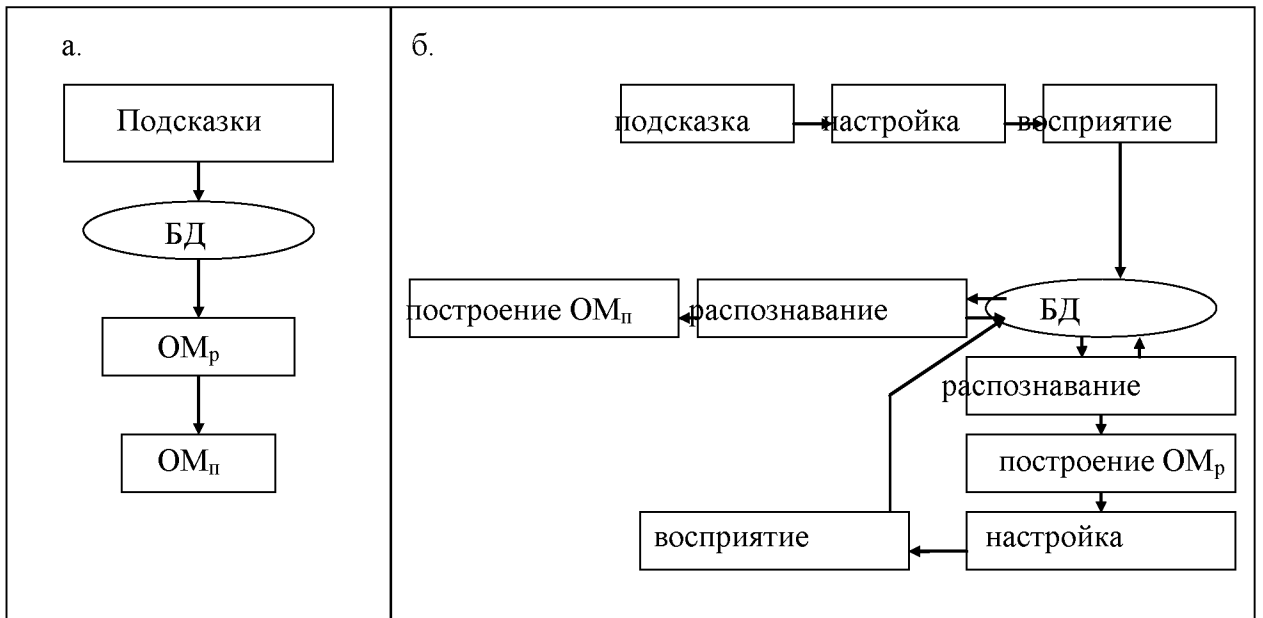 а.
Подсказки
БД
ОМр
ОМп
б.
подсказка настройка восприятие
построение ОМп распознавание БД
распознавание
построение ОМр
восприятие настройка